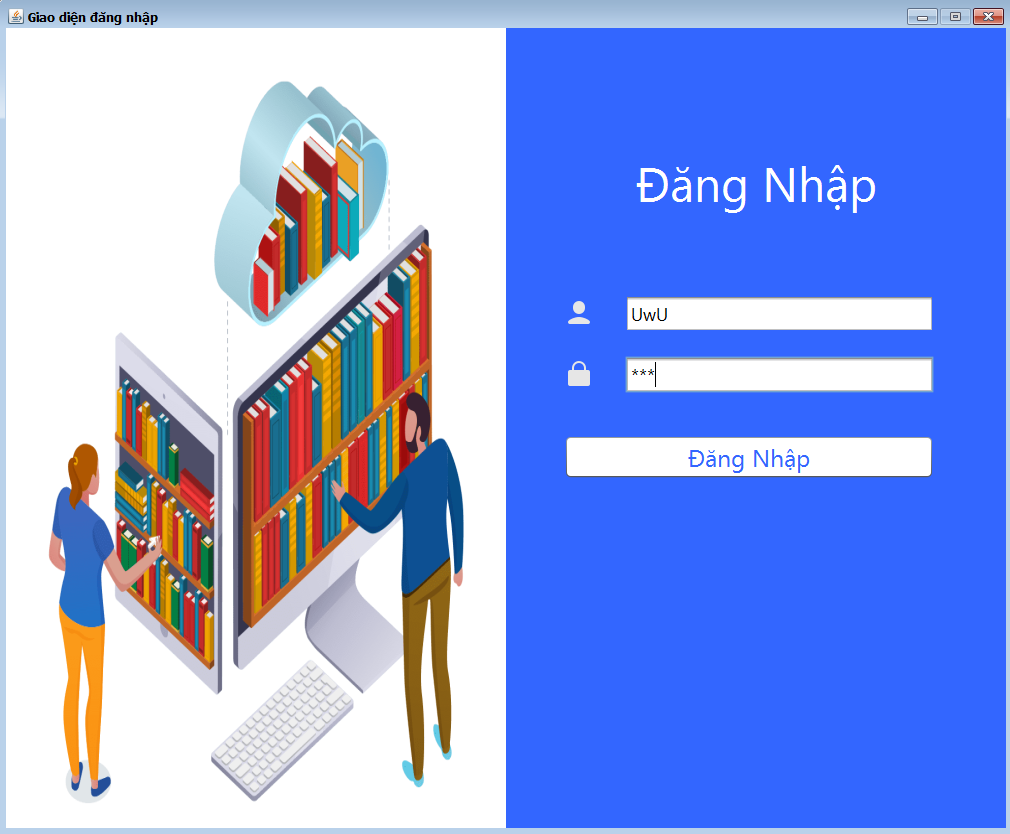 Giao diện đăng nhập
Đăng Nhập
UwU
***
Đăng Nhập